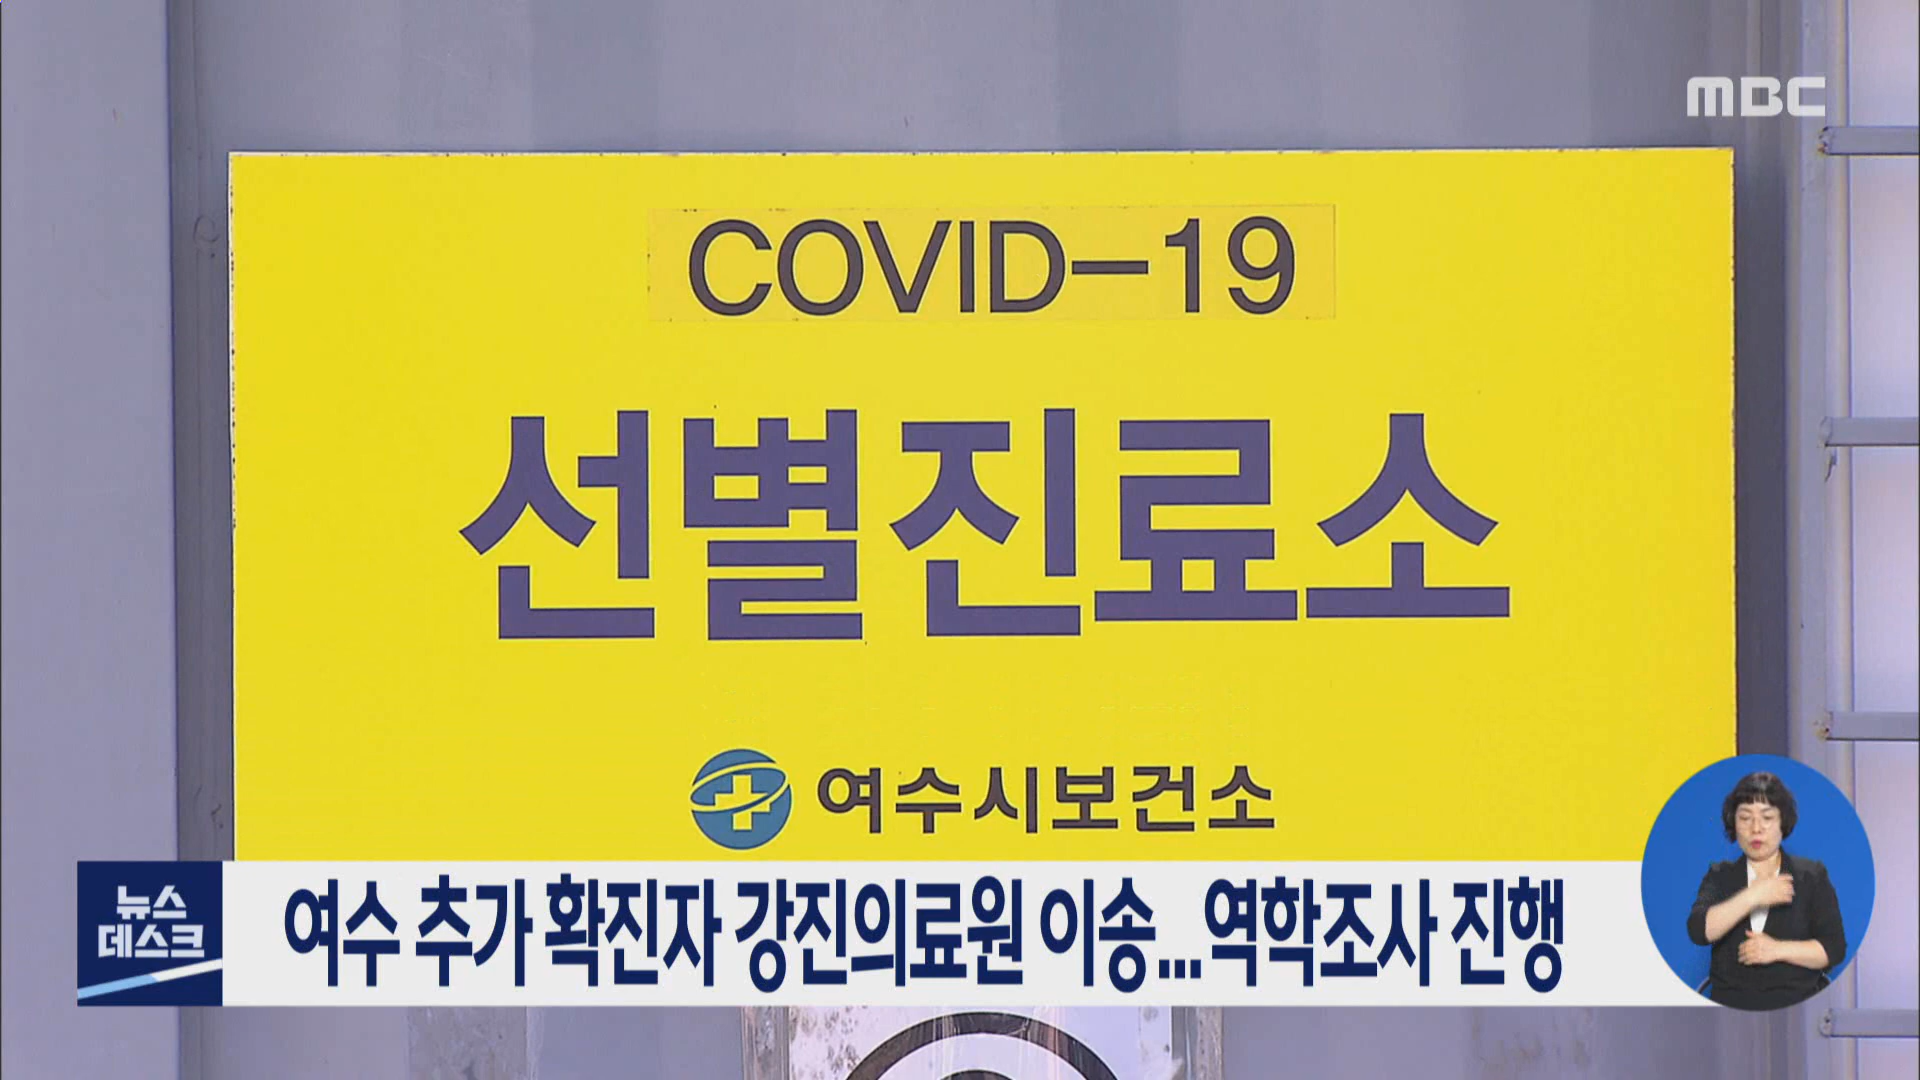 MBC
COVID-19
선별진료소
여수시보건소
뉴스
데스크
여수 추가 확진자 강진의료원 이송...역학조사 진행